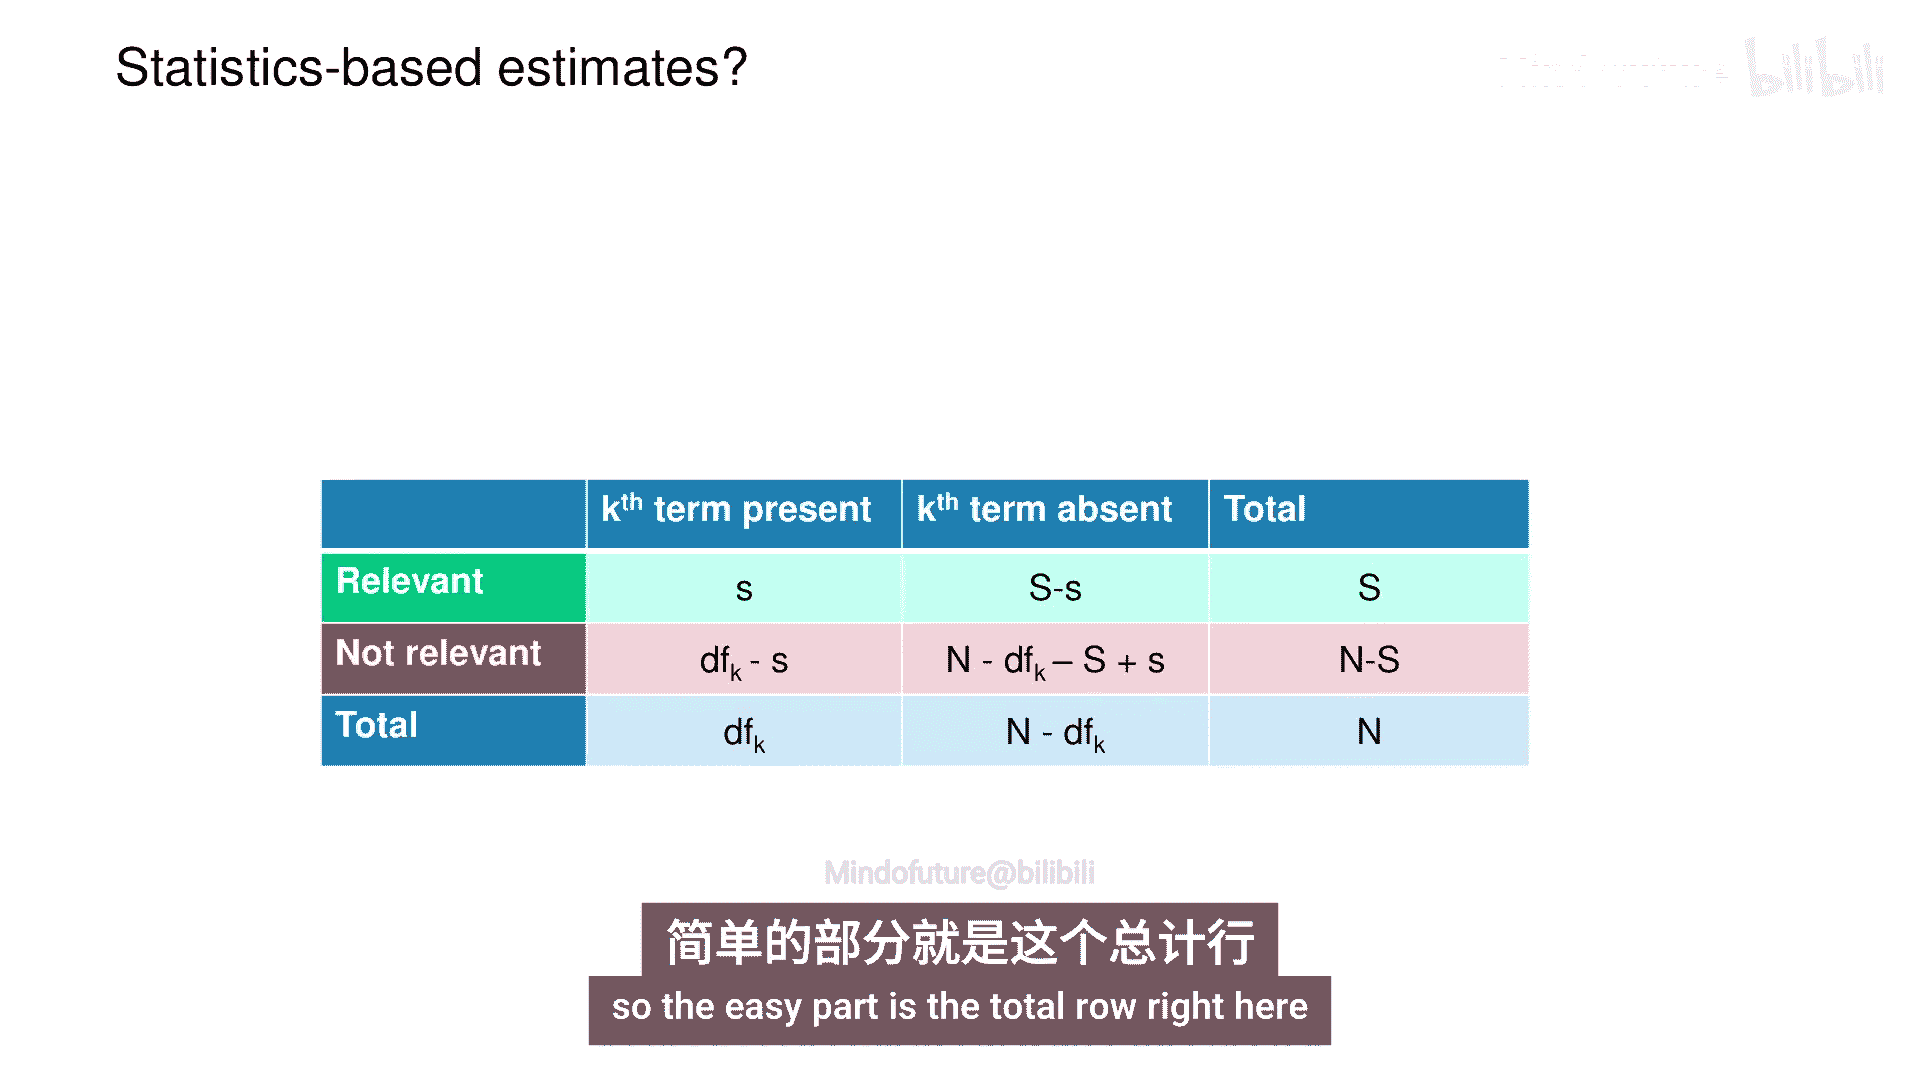 Statistics-based estimates?
bilibili
kth term present kth term absent Total
Relevant s S-s S
Not relevant dfk - s N - dfk – S + s N-S
Total dfk N - dfk N
Mindofuture@bilibili
简单的部分就是这个总计行
so the easy part is the total row right here